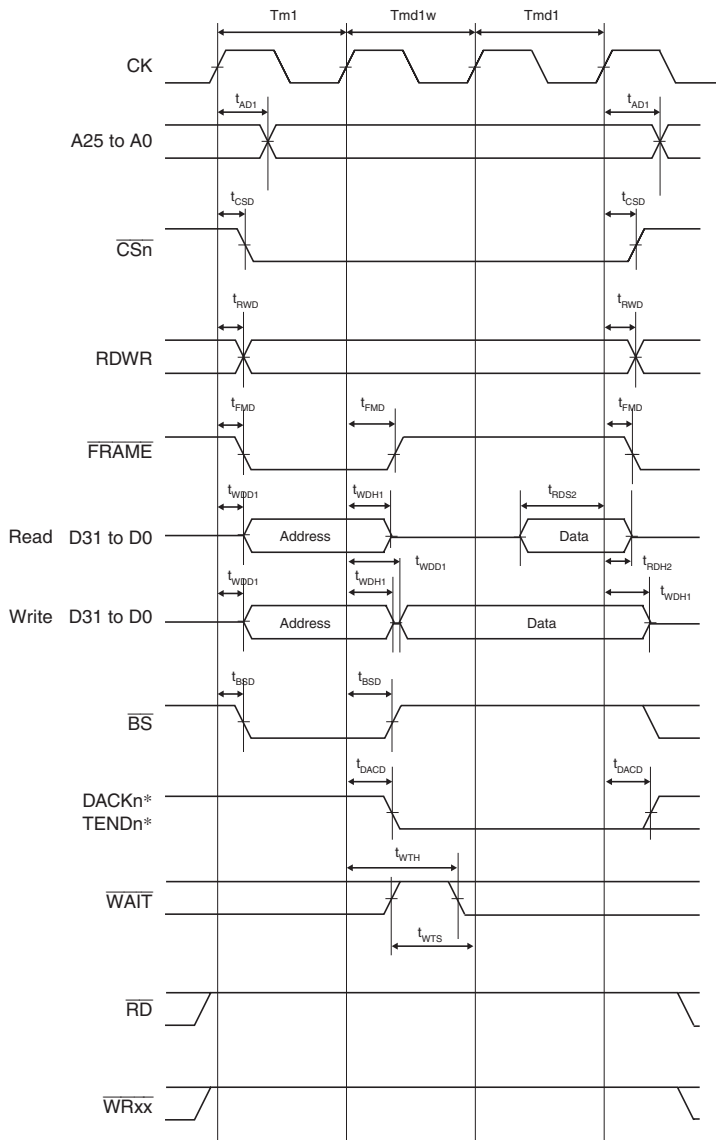 Tm1 Tmd1w Tmd1
CK
tAD1 tAD1
A25 to A0
tCSD tCSD
CSn
tRWD tRWD
RDWR
tFMD tFMD tFMD
FRAME
tWDD1 tWDH1 tRDS2
Read D31 to D0 Address Data
tWDD1 tRDH2
tWDD1 tWDH1 tWDH1
Write D31 to D0 Address Data
tBSD tBSD
BS
tDACD tDACD
DACKn*
TENDn*
tWTH
WAIT
tWTS
RD
WRxx